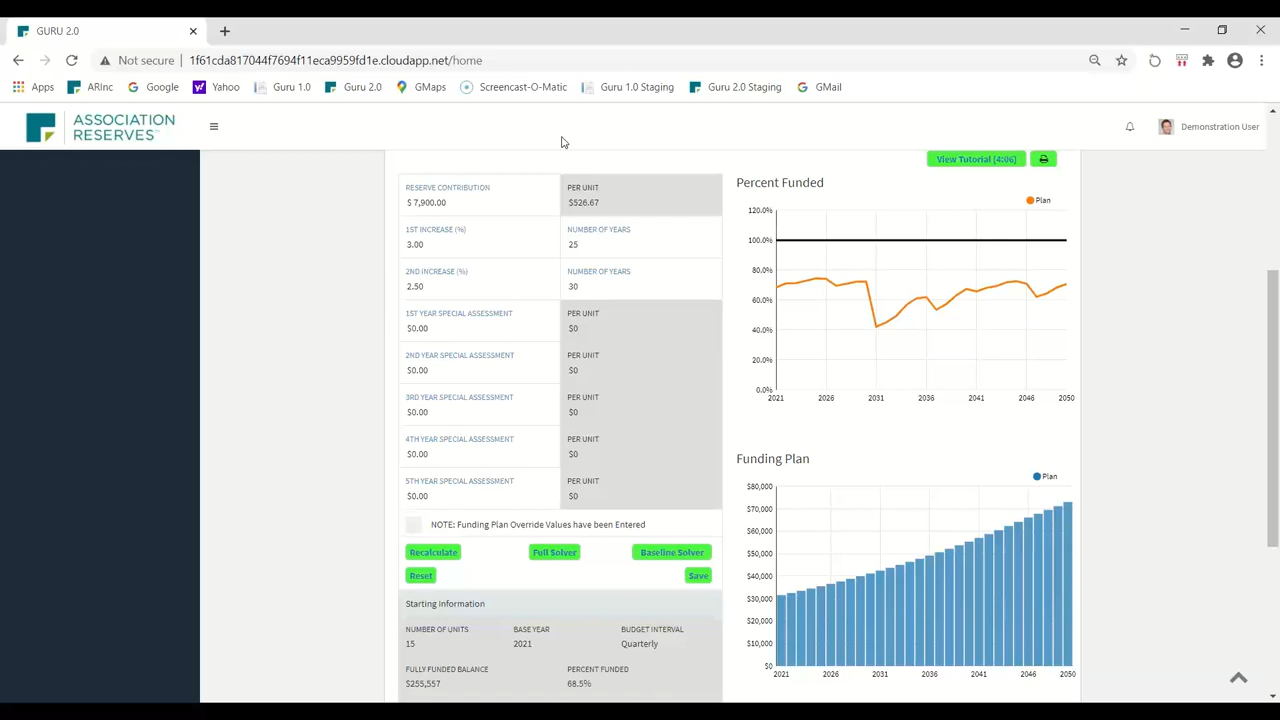 GURU 2.0
Not secure | 1f61cda817044f7694f11eca9959fd1e.cloudapp.net/home
Apps ARInc Google Yahoo Guru 1.0 Guru 2.0 GMaps Screencast-O-Matic Guru 1.0 Staging Guru 2.0 Staging GMail
ASSOCIATION
RESERVES™
Demonstration User
View Tutorial (4:06)
RESERVE CONTRIBUTION PER UNIT
$ 7,900.00 $526.67
1ST INCREASE (%) NUMBER OF YEARS
3.00 25
2ND INCREASE (%) NUMBER OF YEARS
2.50 30
1ST YEAR SPECIAL ASSESSMENT PER UNIT
$0.00 $0
2ND YEAR SPECIAL ASSESSMENT PER UNIT
$0.00 $0
3RD YEAR SPECIAL ASSESSMENT PER UNIT
$0.00 $0
4TH YEAR SPECIAL ASSESSMENT PER UNIT
$0.00 $0
5TH YEAR SPECIAL ASSESSMENT PER UNIT
$0.00 $0
NOTE: Funding Plan Override Values have been Entered
Recalculate Full Solver Baseline Solver
Reset Save
Starting Information
NUMBER OF UNITS BASE YEAR BUDGET INTERVAL
15 2021 Quarterly
FULLY FUNDED BALANCE PERCENT FUNDED
$255,557 68.5%
Percent Funded
Plan
120.0%
100.0%
80.0%
60.0%
40.0%
20.0%
0.0%
2021 2026 2031 2036 2041 2046 2050
Funding Plan
Plan
$80,000
$70,000
$60,000
$50,000
$40,000
$30,000
$20,000
$10,000
$0
2021 2026 2031 2036 2041 2046 2050